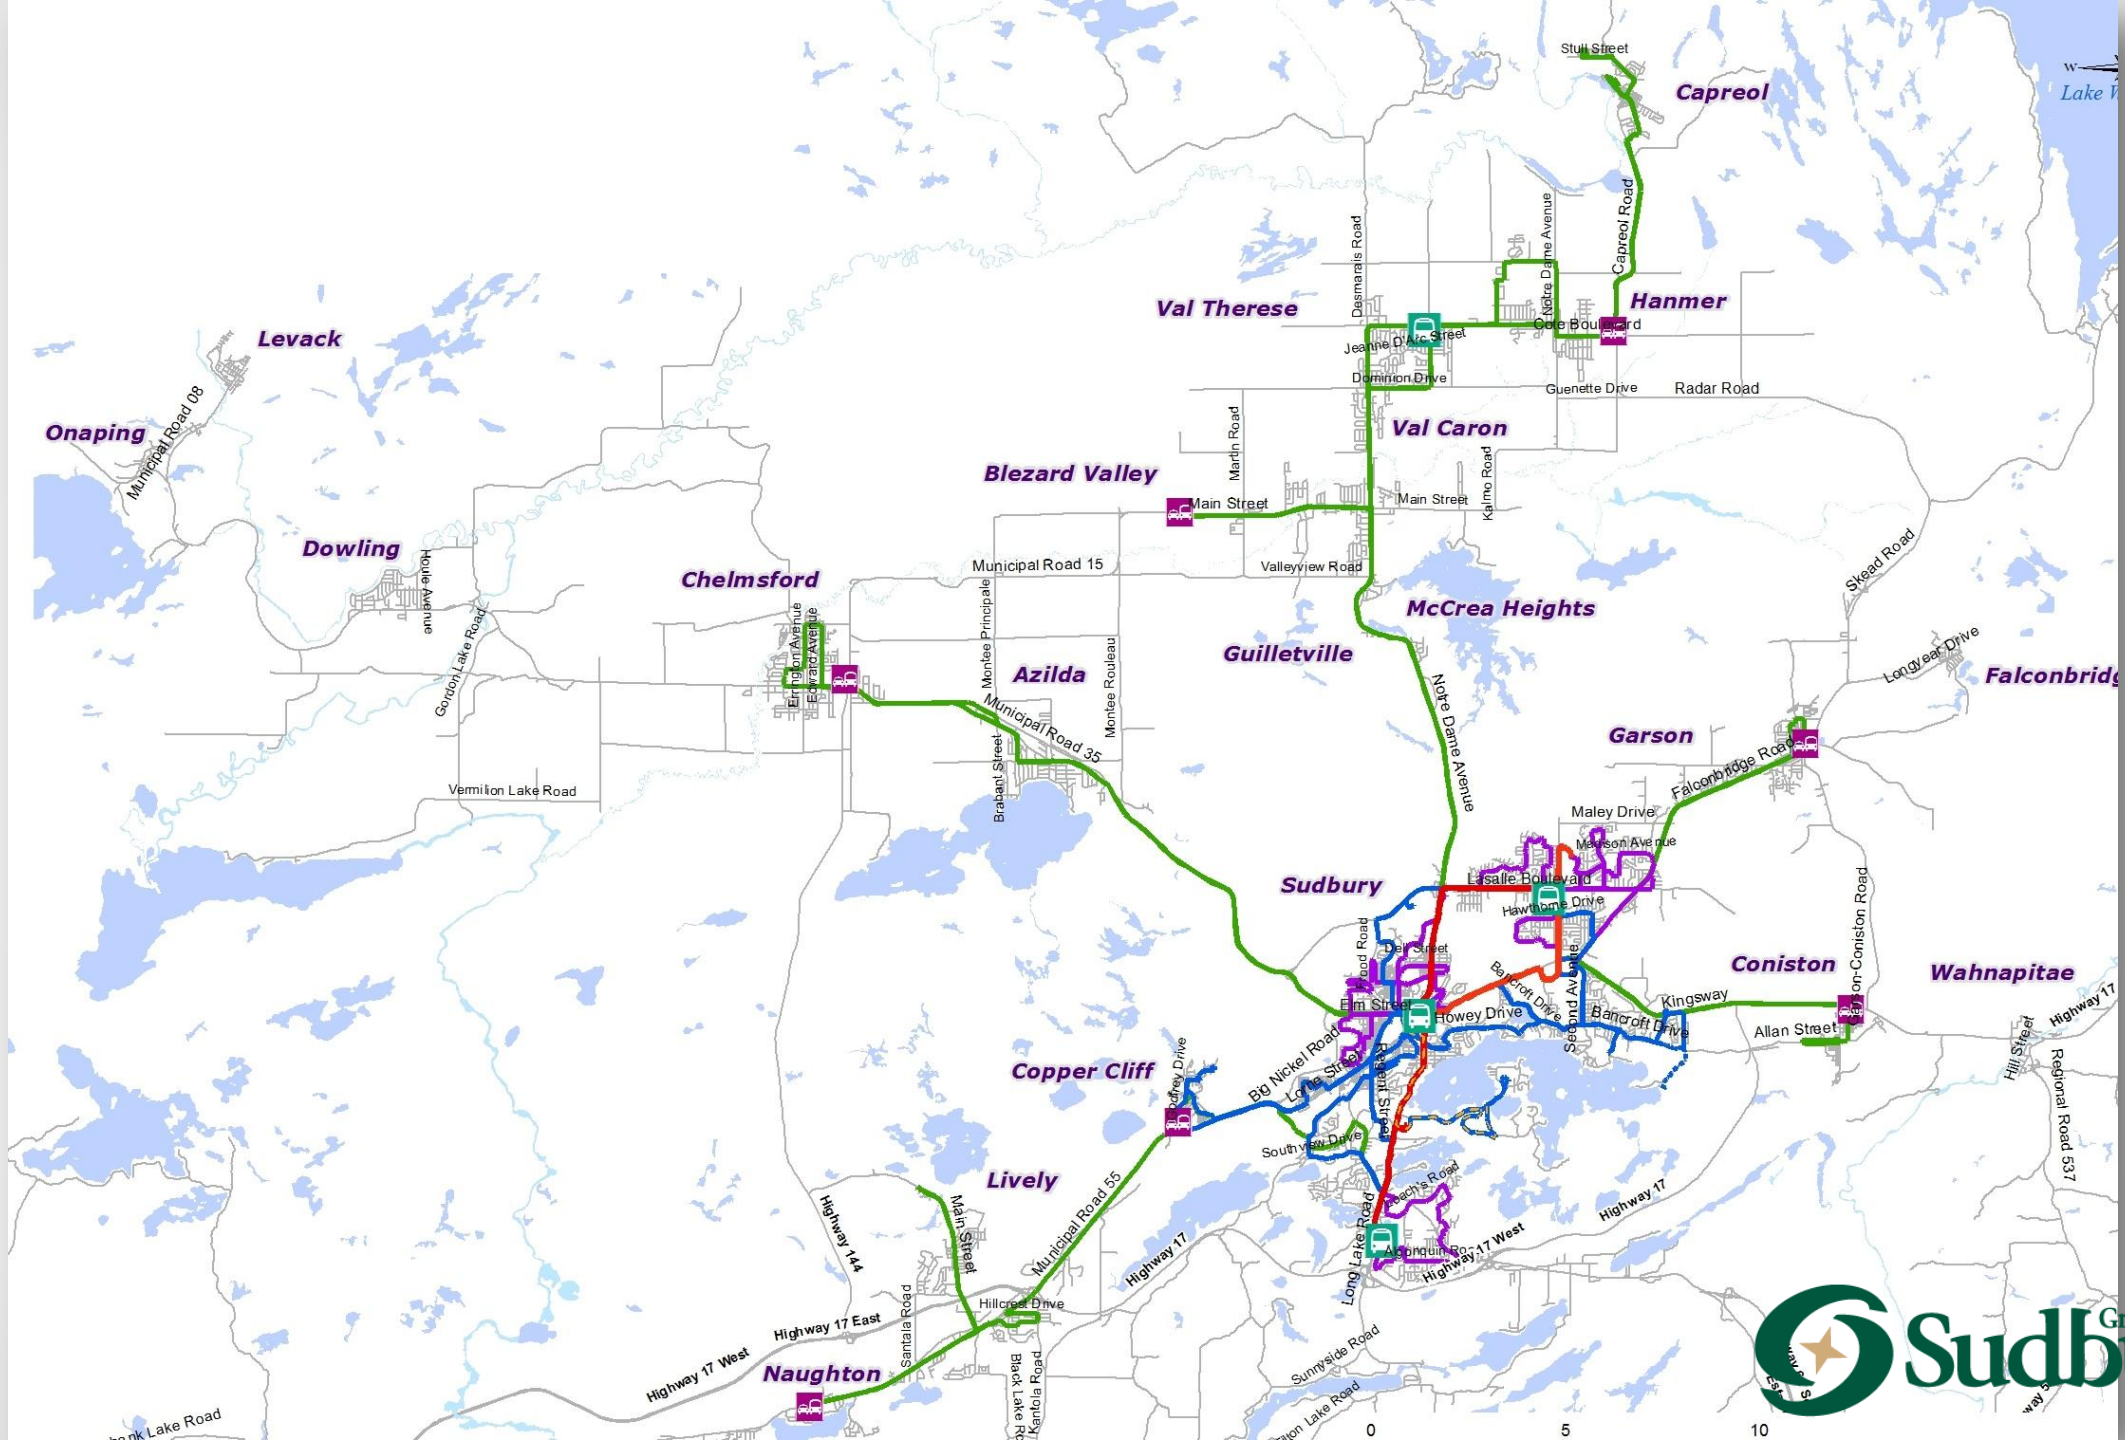 Stull Street
W
Capreol
Lake
Capreol Road
Notre Dame Avenue
Desmarais Road
Hanmer
Val Therese
Cote Boulevard
Jeanne D'Arc Street
Levack
Dominion Drive
Guenette Drive
Radar Road
Municipal Road 08
Onaping
Val Caron
Martin Road
Blezard Valley
Kalmo Road
Main Street
Main Street
Dowling
Houle Avenue
Skead Road
Municipal Road 15
Valleyview Road
Chelmsford
McCrea Heights
Montee Principale
Errington Avenue
Edward Avenue
Guilletville
Longyear Drive
Gordon Lake Road
Azilda
Montee Rouleau
Falconbridg
Municipal Road 35
Notre Dame Avenue
Garson
Brabant Street
Falconbridge Road
Vermilion Lake Road
Maley Drive
Madison Avenue
Sudbury
Lasalle Boulevard
Hawthorne Drive
Garson-Coniston Road
Frood Road
Dell Street
Second Avenue
Coniston
Wahnapitae
Bancroft Drive
Kingsway
Elm Street
Howey Drive
Bancroft Drive
Highway 17
Allan Street
Hill Street
Copper Cliff
Godfrey Drive
Big Nickel Road
Lorne Street
Regent Street
Regional Road 537
Southview Drive
Lively
Main Street
Municipal Road 55
Highway 17
Highway 144
Long Lake Road
Highway 17
Algonquin Ro
Highway 17 West
Hillcrest Drive
Santala Road
Highway 17 East
Highway 17 West
Naughton
Black Lake Ro
Kantola Road
Sunnyside Road
Gr
Sudb
nk Lake Road
ton Lake Road
0 5 10